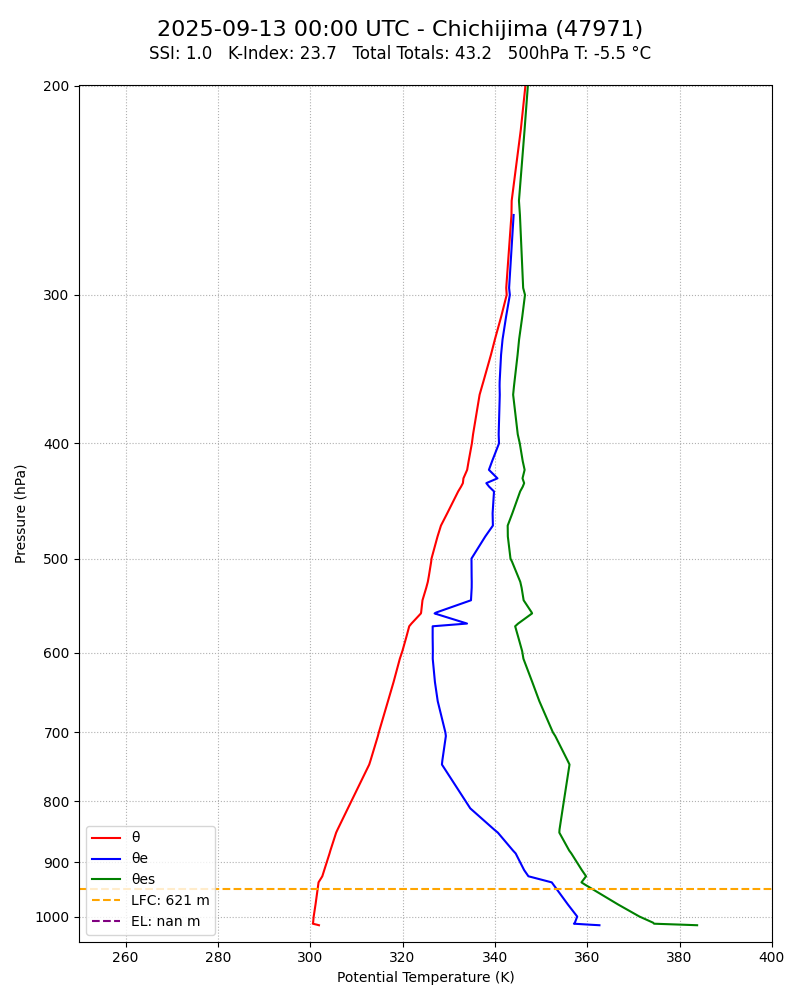 2025-09-13 00:00 UTC - Chichijima (47971)
SSI: 1.0   K-Index: 23.7   Total Totals: 43.2   500hPa T: -5.5 °C
200
300
400
500
600
700
800
900
1000
Pressure (hPa)
θ
θe
θes
LFC: 621 m
EL: nan m
260 280 300 320 340 360 380 400
Potential Temperature (K)